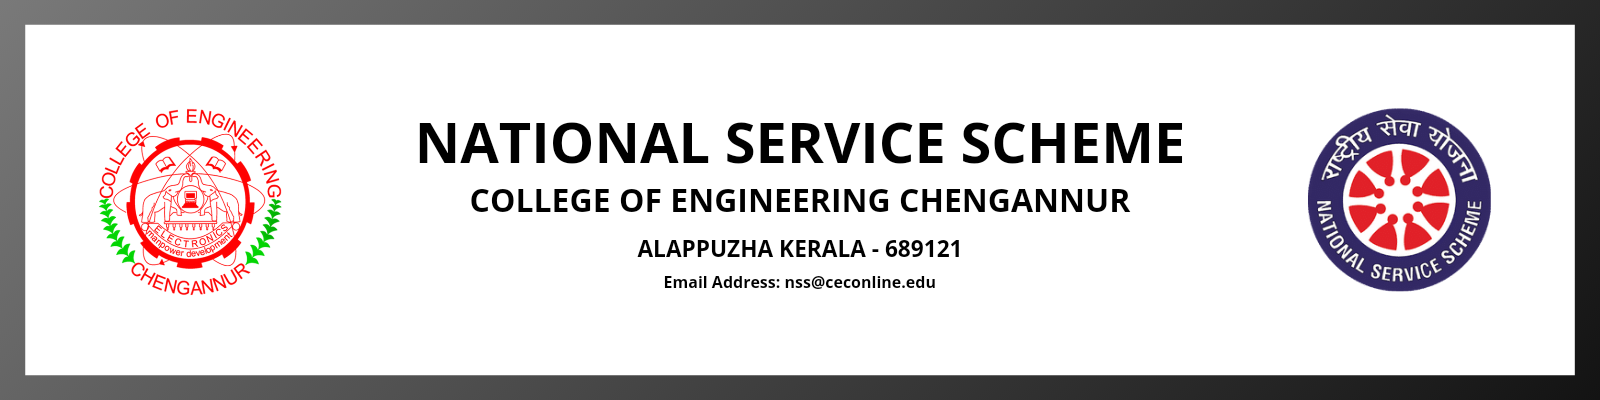 COLLEGE OF ENGINEERING
ELECTRONICS
manpower development
CHENGANNUR
NATIONAL SERVICE SCHEME
COLLEGE OF ENGINEERING CHENGANNUR
ALAPPUZHA KERALA - 689121
Email Address: nss@ceconline.edu
राष्ट्रीय सेवा योजना
NATIONAL SERVICE SCHEME